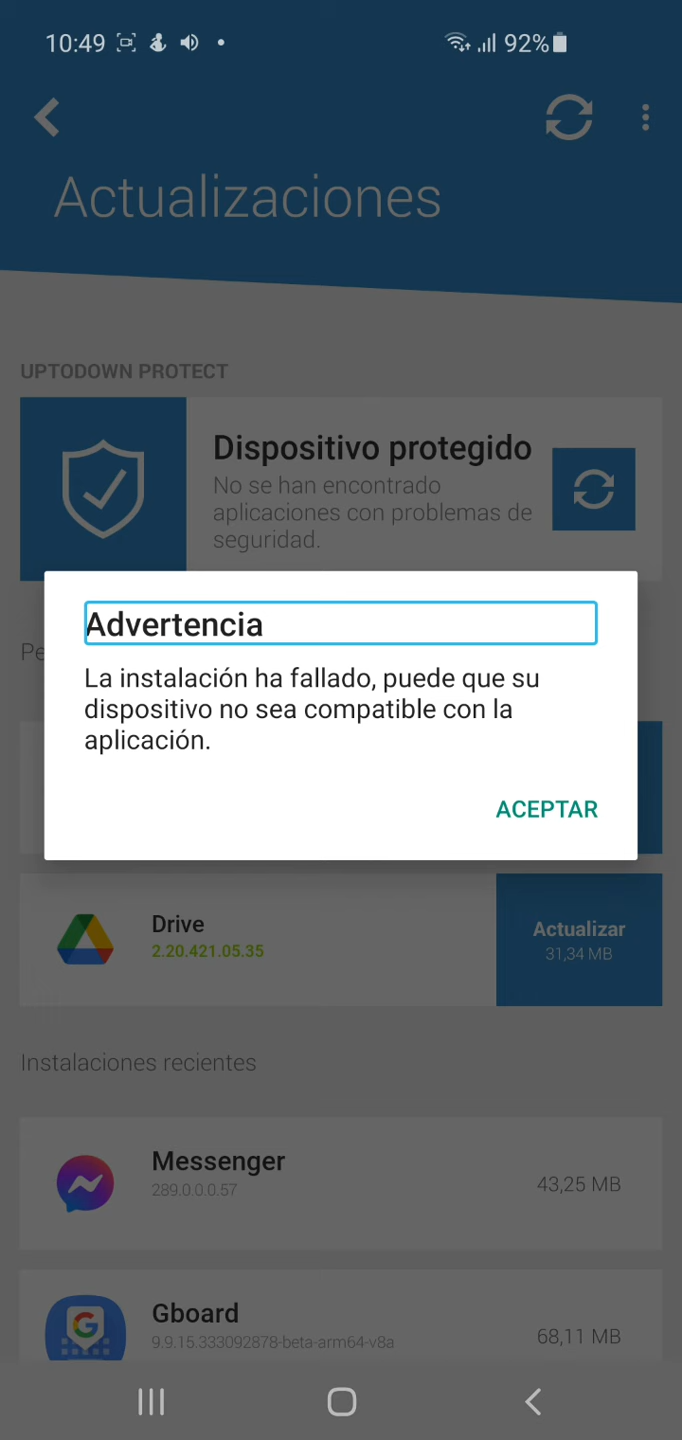 10:49
92%
Actualizaciones
UPTODOWN PROTECT
Dispositivo protegido
No se han encontrado
aplicaciones con problemas de
seguridad.
Pe
Advertencia
La instalación ha fallado, puede que su
dispositivo no sea compatible con la
aplicación.
ACEPTAR
Drive
2.20.421.05.35
Actualizar
31,34 MB
Instalaciones recientes
Messenger
289.0.0.0.57
43,25 MB
Gboard
9.9.15.333092878-beta-arm64-v8a
68,11 MB